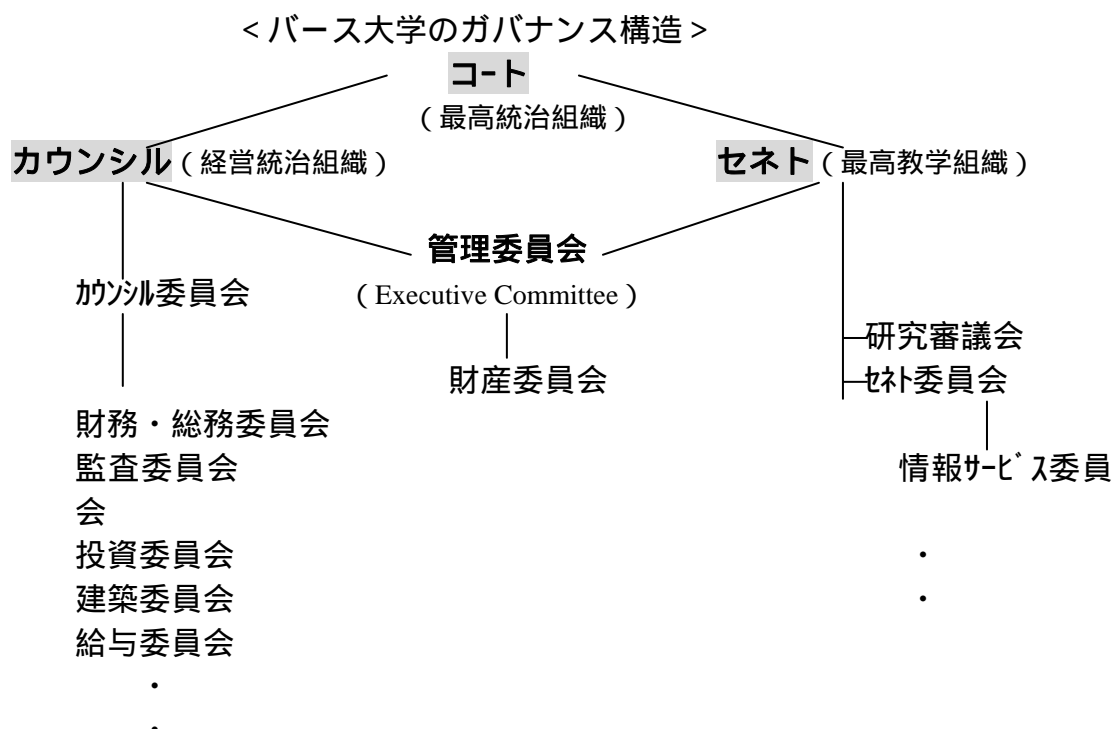 <バース大学のガバナンス構造>
コート
(最高統治組織)
カウンシル(経営統治組織)
セネト(最高教学組織)
管理委員会
ｶｳﾝｼﾙ委員会
(Executive Committee)
研究審議会
財産委員会
ｾﾈﾄ委員会
財務・総務委員会
監査委員会
情報ｻｰﾋﾞｽ委員
会
投資委員会
・
建築委員会
・
給与委員会
・
・